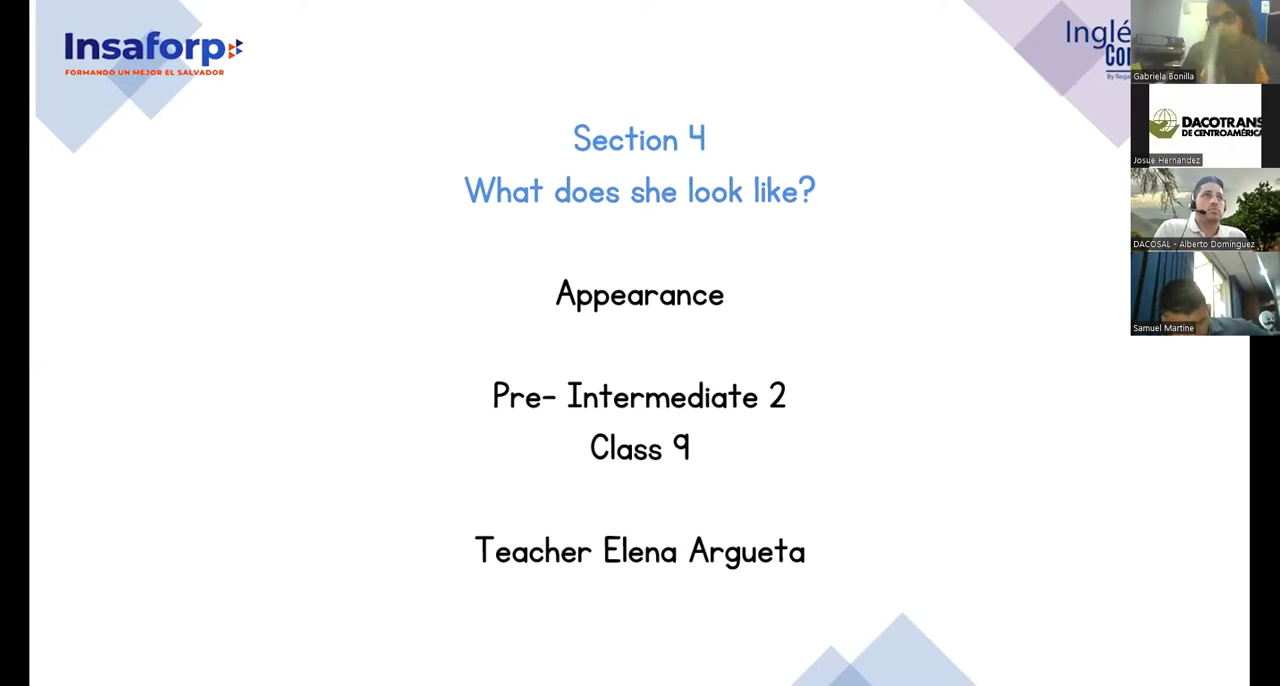 Insaforp
FORMANDO UN MEJOR EL SALVADOR
Section 4
What does she look like?
Appearance
Pre- Intermediate 2
Class 9
Teacher Elena Argueta
Gabriela Bonilla
DACOTRANS
DE CENTROAMÉRICA
Josue Hernandez
DACOSAL - Alberto Dominguez
Samuel Martine